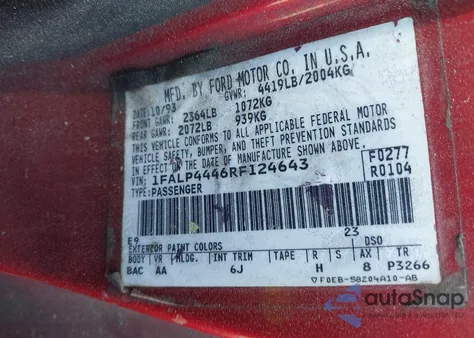 MFD. BY FORD MOTOR CO. IN U.S.A.
DATE: 10/93 GVWR: 4419LB/2004KG
FRONT GAWR: 2364LB 1072KG
REAR GAWR: 2072LB 939KG
THIS VEHICLE CONFORMS TO ALL APPLICABLE FEDERAL MOTOR
VEHICLE SAFETY, BUMPER, AND THEFT PREVENTION STANDARDS
IN EFFECT ON THE DATE OF MANUFACTURE SHOWN ABOVE.
1FALP4446RF124643
TYPE: PASSENGER
F0277
R0104
E9 23
EXTERIOR PAINT COLORS DSO
BODY VR MLDG. INT TRIM TAPE R S AX TR
BAC AA 6J H 8 P3266
▽F0EB-5820410-AB
autoSnap